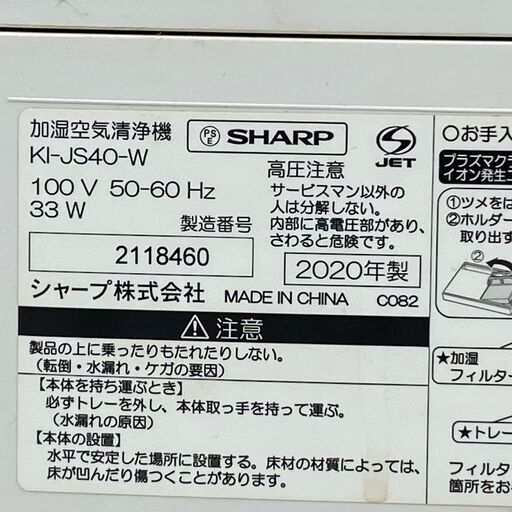 加湿空気清浄機
KI-JS40-W
PS
E
SHARP
JET
100 V 50-60 Hz
33 W
製造番号
2118460
シャープ株式会社
高圧注意
サービスマン以外の
人は分解しない。
内部に高電圧部があり、
さわると危険です。
2020年製
MADE IN CHINA C082
注意
製品の上に乗ったりもたれたりしない。
(転倒・水漏れ・ケガの要因)
【本体を持ち運ぶとき】
必ずトレーを外し、本体取っ手を持って運ぶ。
(水漏れの原因)
【本体の設置】
水平で安定した場所に設置する。床材の材質によっては、
床が凹んだり傷つくことがあります。
○お手入
プラズマク
イオン発生
①ツメをは
②ホルダー
取り出す
②
★加湿
フィルター
★トレー
フィルタ
箇所をお